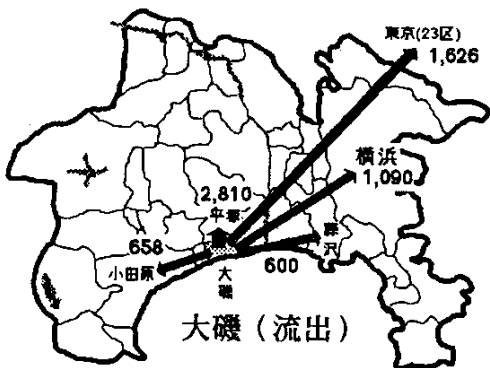 東京(23区)
1,626
横浜
1,090
2,810
平塚
藤沢
658
600
小田原
大磯
大磯（流出）